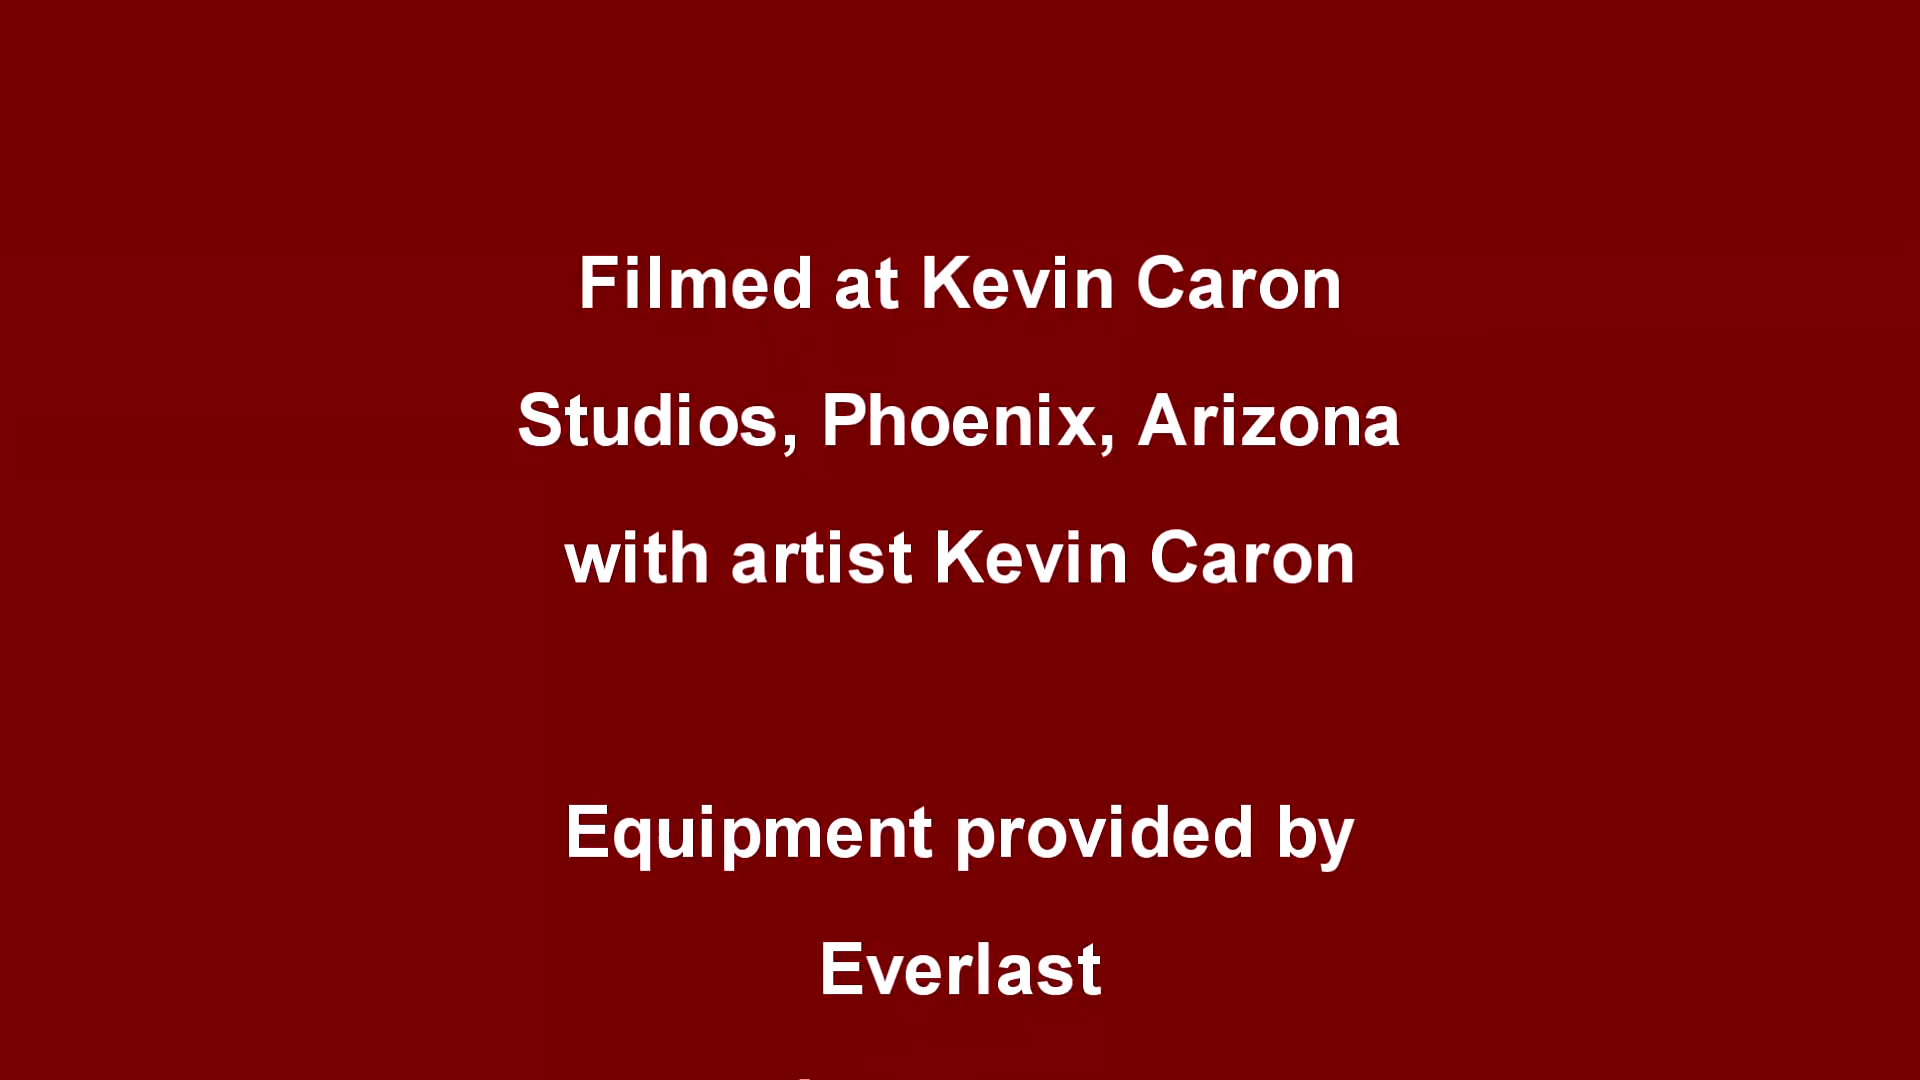 Filmed at Kevin Caron
Studios, Phoenix, Arizona
with artist Kevin Caron
Equipment provided by
Everlast